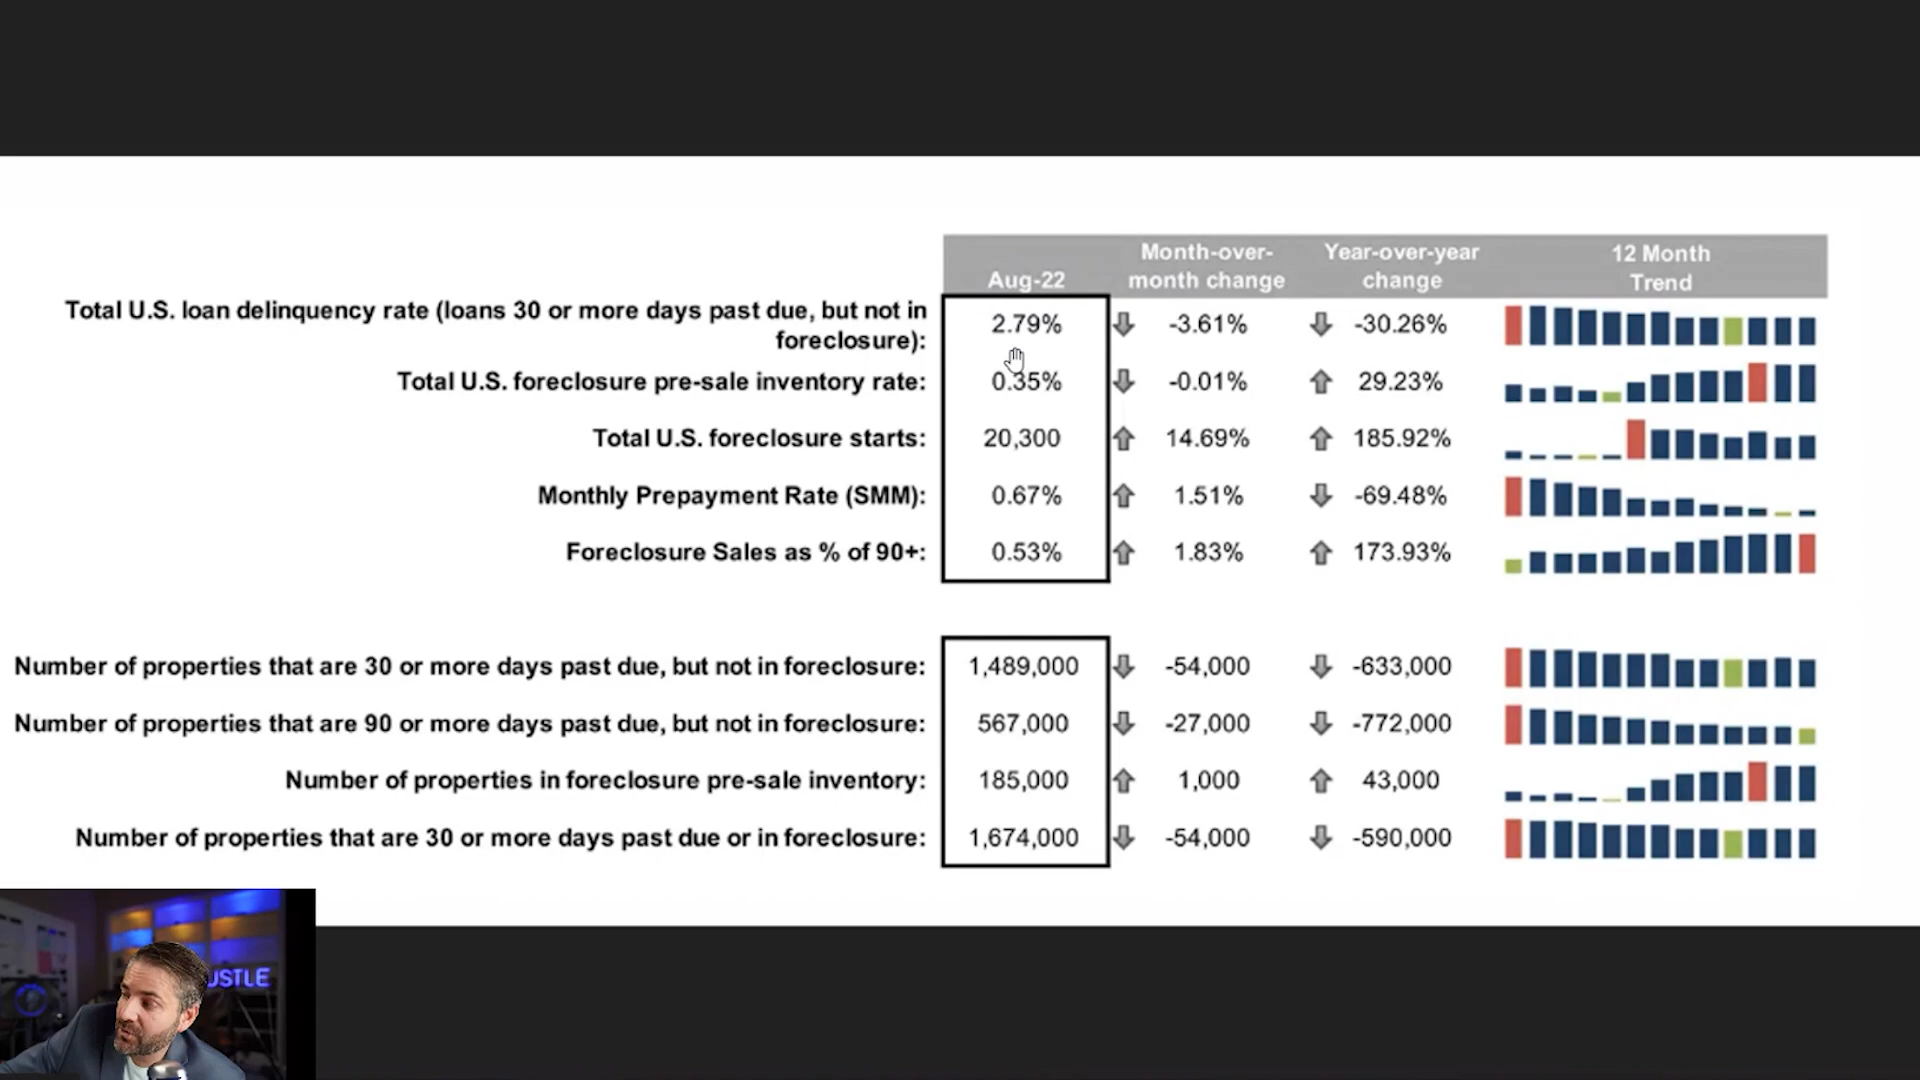 Aug-22
Month-over-
month change
Year-over-year
change
12 Month
Trend
Total U.S. loan delinquency rate (loans 30 or more days past due, but not in
foreclosure):
2.79% -3.61% -30.26%
Total U.S. foreclosure pre-sale inventory rate: 0.35% -0.01% 29.23%
Total U.S. foreclosure starts: 20,300 14.69% 185.92%
Monthly Prepayment Rate (SMM): 0.67% 1.51% -69.48%
Foreclosure Sales as % of 90+: 0.53% 1.83% 173.93%
Number of properties that are 30 or more days past due, but not in foreclosure: 1,489,000 -54,000 -633,000
Number of properties that are 90 or more days past due, but not in foreclosure: 567,000 -27,000 -772,000
Number of properties in foreclosure pre-sale inventory: 185,000 1,000 43,000
Number of properties that are 30 or more days past due or in foreclosure: 1,674,000 -54,000 -590,000
USTLE